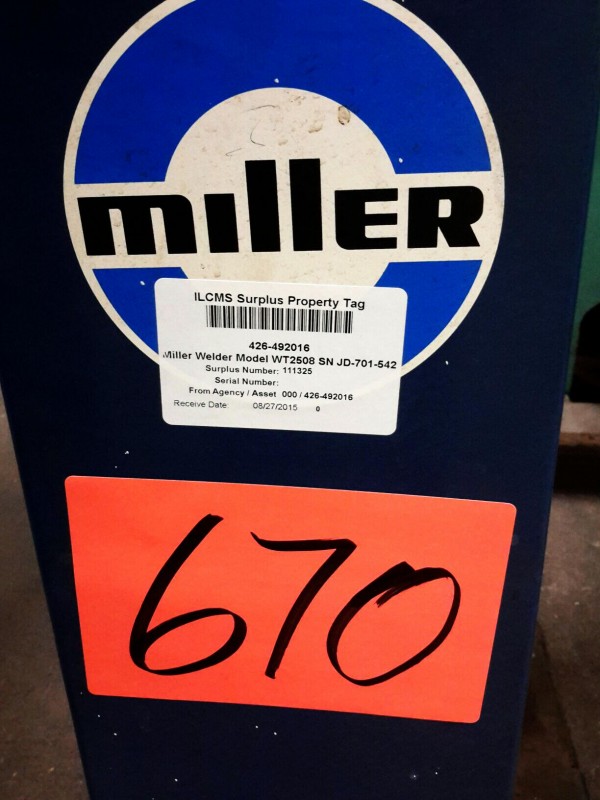 miller
ILCMS Surplus Property Tag
426-492016
Miller Welder Model WT2508 SN JD-701-542
Surplus Number: 111325
Serial Number:
From Agency / Asset 000 / 426-492016
Receive Date: 08/27/2015 0
670